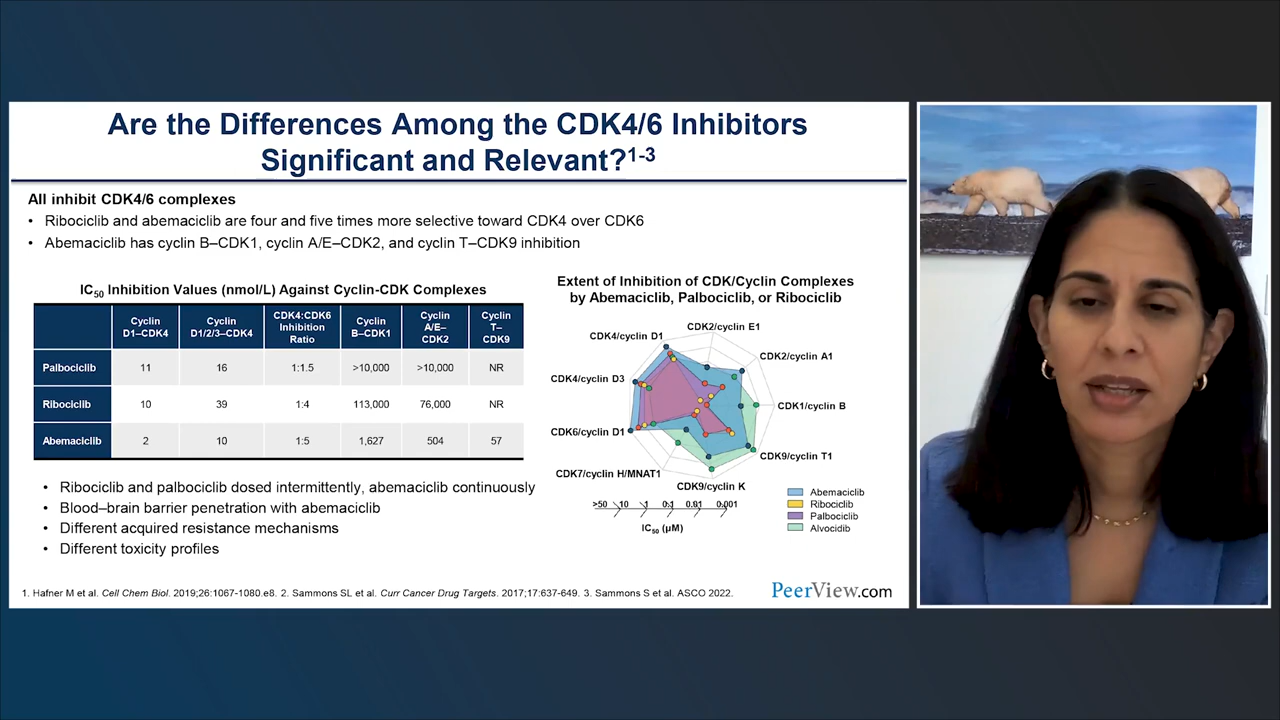 Are the Differences Among the CDK4/6 Inhibitors
Significant and Relevant?1-3
All inhibit CDK4/6 complexes
• Ribociclib and abemaciclib are four and five times more selective toward CDK4 over CDK6
• Abemaciclib has cyclin B–CDK1, cyclin A/E–CDK2, and cyclin T–CDK9 inhibition
IC50 Inhibition Values (nmol/L) Against Cyclin-CDK Complexes
Cyclin D1–CDK4 Cyclin D1/2/3–CDK4 CDK4:CDK6 Inhibition Ratio Cyclin B–CDK1 Cyclin A/E–CDK2 Cyclin T–CDK9
Palbociclib 11 16 1:1.5 >10,000 >10,000 NR
Ribociclib 10 39 1:4 113,000 76,000 NR
Abemaciclib 2 10 1:5 1,627 504 57
• Ribociclib and palbociclib dosed intermittently, abemaciclib continuously
• Blood–brain barrier penetration with abemaciclib
• Different acquired resistance mechanisms
• Different toxicity profiles
Extent of Inhibition of CDK/Cyclin Complexes
by Abemaciclib, Palbociclib, or Ribociclib
CDK2/cyclin E1
CDK4/cyclin D1
CDK2/cyclin A1
CDK4/cyclin D3
CDK1/cyclin B
CDK6/cyclin D1
CDK9/cyclin T1
CDK7/cyclin H/MNAT1
CDK9/cyclin K
>50 10 1 0.1 0.01 0.001
IC50 (µM)
Abemaciclib
Ribociclib
Palbociclib
Alvocidib
1. Hafner M et al. Cell Chem Biol. 2019;26:1067-1080.e8. 2. Sammons SL et al. Curr Cancer Drug Targets. 2017;17:637-649. 3. Sammons S et al. ASCO 2022.
PeerView.com